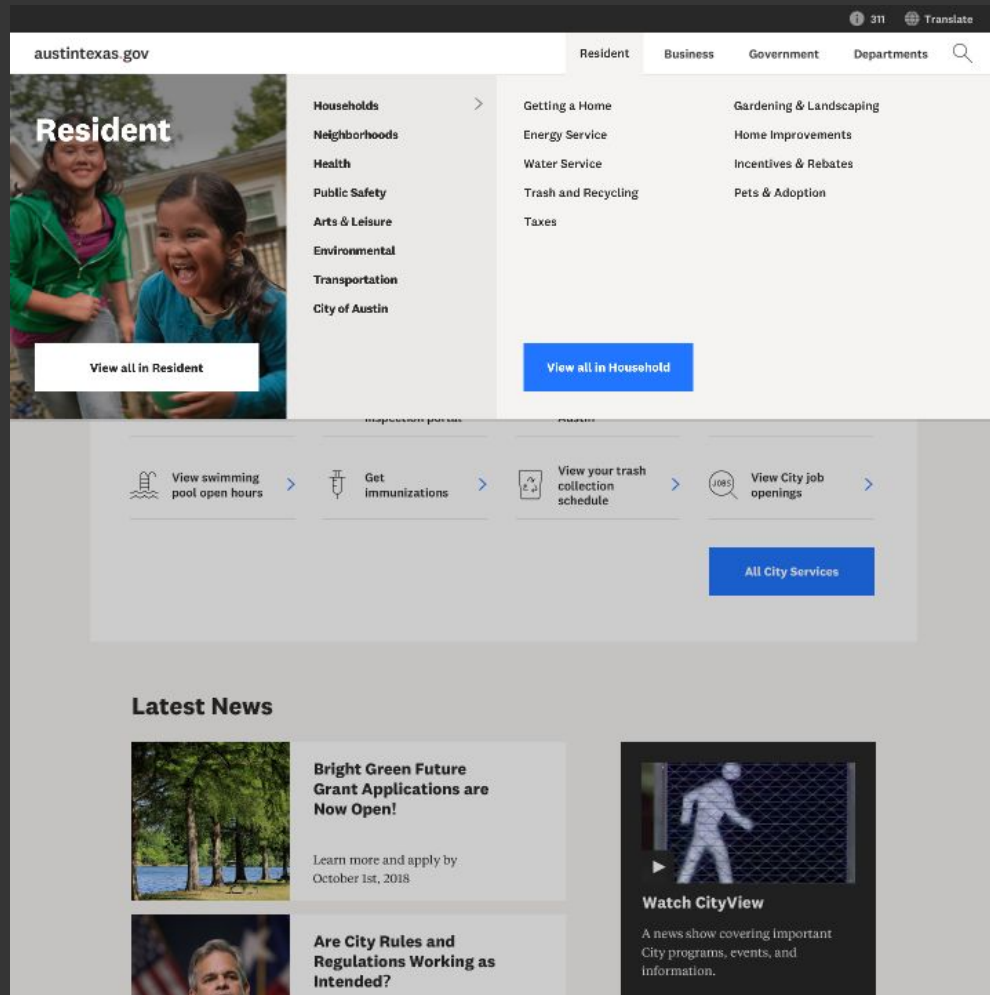 311 Translate
austintexas.gov
Resident Business Government Departments
Resident
View all in Resident
Households
Neighborhoods
Health
Public Safety
Arts & Leisure
Environmental
Transportation
City of Austin
Getting a Home
Energy Service
Water Service
Trash and Recycling
Taxes
Gardening & Landscaping
Home Improvements
Incentives & Rebates
Pets & Adoption
View all in Household
inspection portal
Austin
View swimming
pool open hours
Get
immunizations
View your trash
collection
schedule
JOBS
View City job
openings
All City Services
Latest News
Bright Green Future
Grant Applications are
Now Open!
Learn more and apply by
October 1st, 2018
Are City Rules and
Regulations Working as
Intended?
Watch CityView
A news show covering important
City programs, events, and
information.